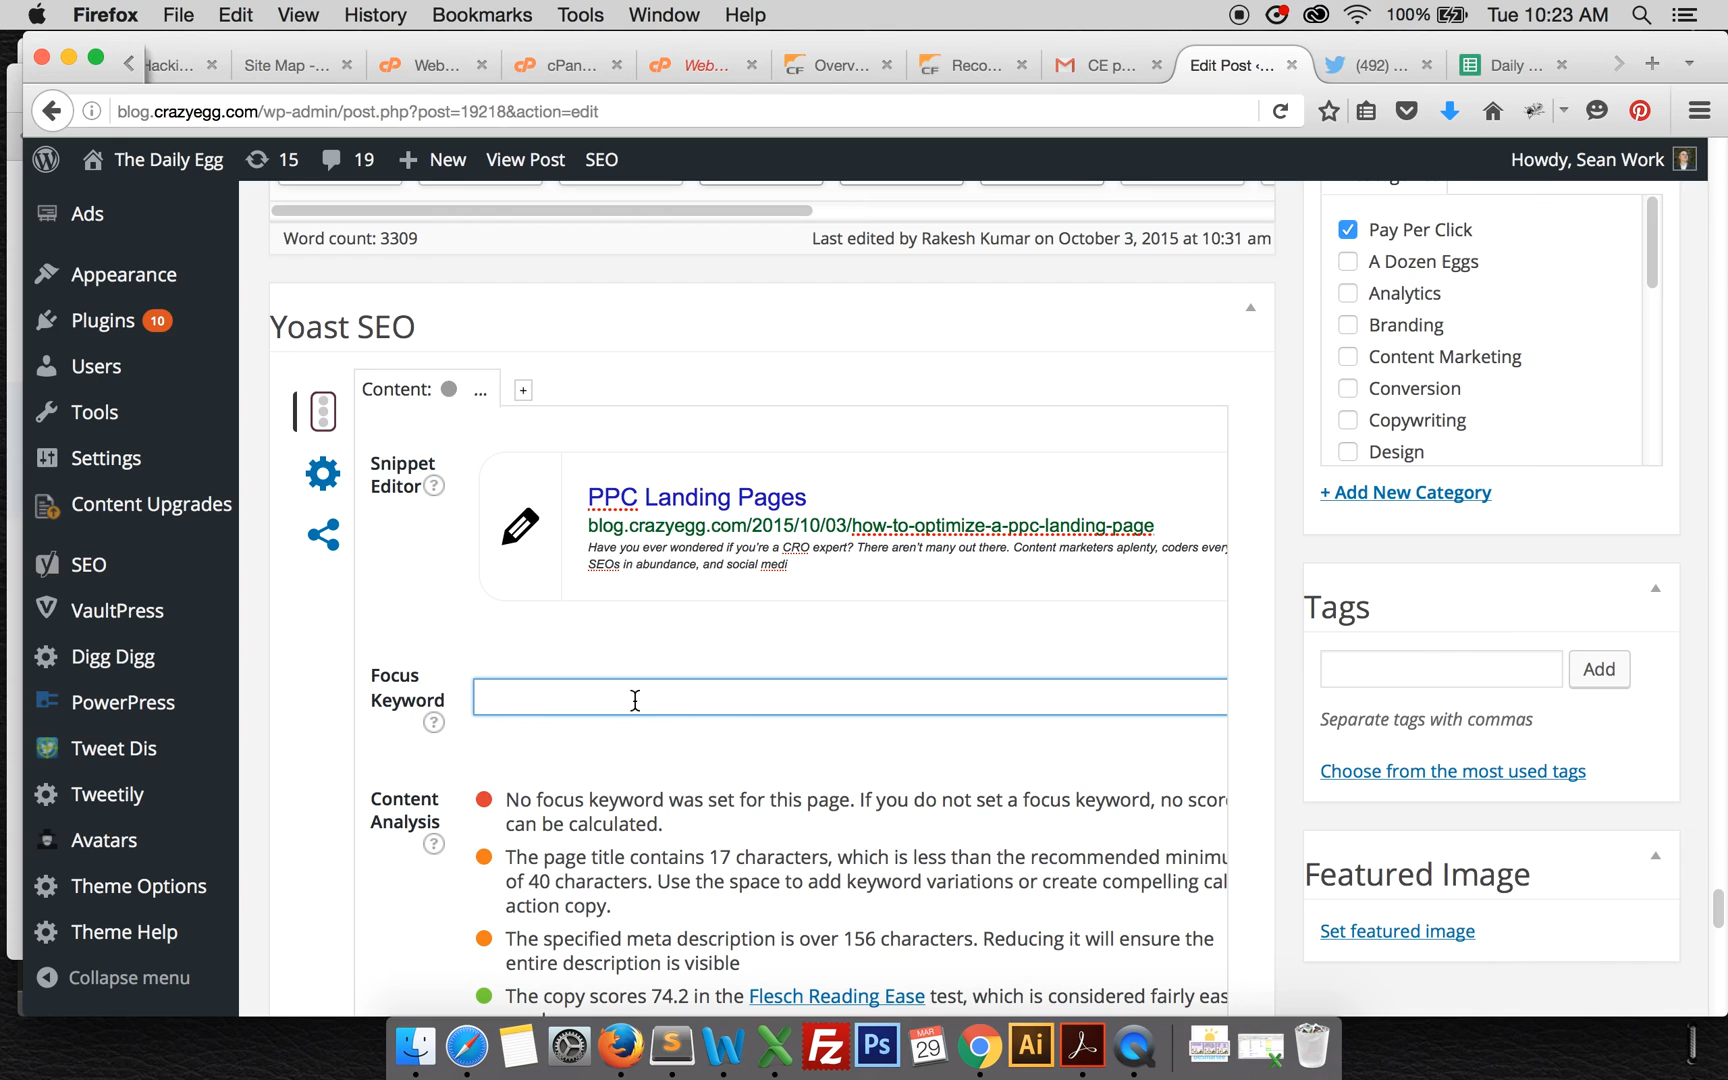 Firefox File Edit View History Bookmarks Tools Window Help 100% Tue 10:23 AM
Hacki... Site Map -... Web... cPan... Web... Overv... Reco... CE p... Edit Post ‹... (492) ... Daily ...
blog.crazyegg.com/wp-admin/post.php?post=19218&action=edit
The Daily Egg 15 19 New View Post SEO Howdy, Sean Work
Ads
Appearance
Plugins 10
Users
Tools
Settings
Content Upgrades
SEO
VaultPress
Digg Digg
PowerPress
Tweet Dis
Tweetily
Avatars
Theme Options
Theme Help
Collapse menu
Word count: 3309 Last edited by Rakesh Kumar on October 3, 2015 at 10:31 am
Yoast SEO
Content: ... +
Snippet
Editor ?
PPC Landing Pages
blog.crazyegg.com/2015/10/03/how-to-optimize-a-ppc-landing-page
Have you ever wondered if you're a CRO expert? There aren't many out there. Content marketers aplenty, coders every
SEOs in abundance, and social medi
Focus
Keyword
?
Content
Analysis
?
No focus keyword was set for this page. If you do not set a focus keyword, no score
can be calculated.
The page title contains 17 characters, which is less than the recommended minimu
of 40 characters. Use the space to add keyword variations or create compelling cal
action copy.
The specified meta description is over 156 characters. Reducing it will ensure the
entire description is visible
The copy scores 74.2 in the Flesch Reading Ease test, which is considered fairly eas
Pay Per Click
A Dozen Eggs
Analytics
Branding
Content Marketing
Conversion
Copywriting
Design
+ Add New Category
Tags
Add
Separate tags with commas
Choose from the most used tags
Featured Image
Set featured image
Ps
MAR
29
Ai